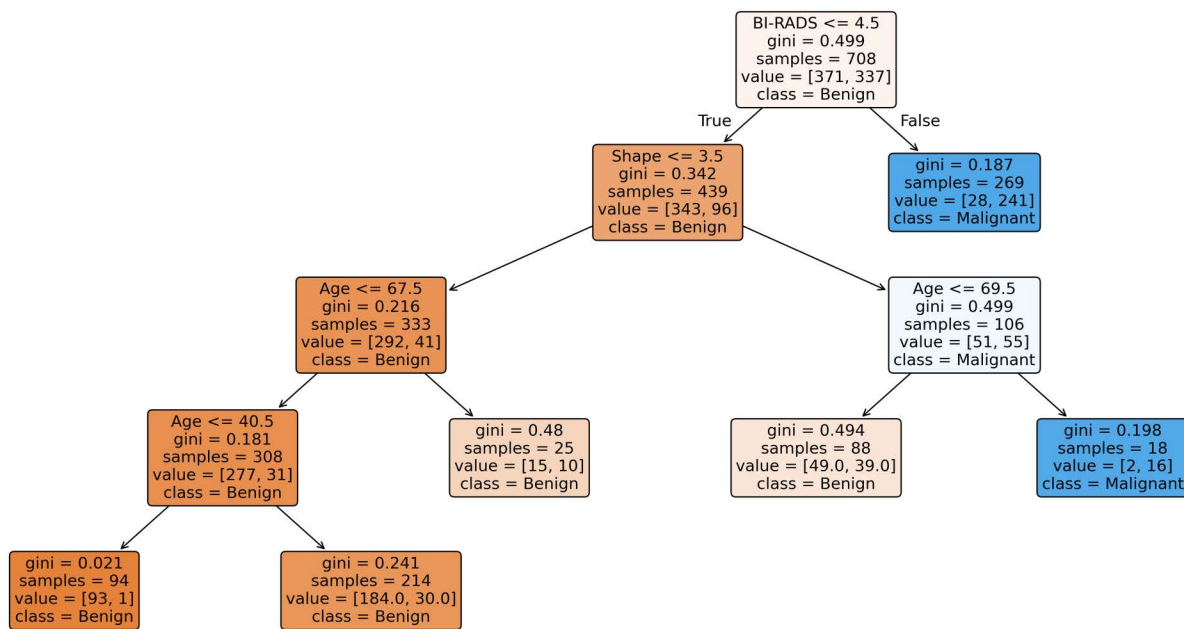 BI-RADS <= 4.5
gini = 0.499
samples = 708
value = [371, 337]
class = Benign
True
False
Shape <= 3.5
gini = 0.342
samples = 439
value = [343, 96]
class = Benign
gini = 0.187
samples = 269
value = [28, 241]
class = Malignant
Age <= 67.5
gini = 0.216
samples = 333
value = [292, 41]
class = Benign
Age <= 69.5
gini = 0.499
samples = 106
value = [51, 55]
class = Malignant
Age <= 40.5
gini = 0.181
samples = 308
value = [277, 31]
class = Benign
gini = 0.48
samples = 25
value = [15, 10]
class = Benign
gini = 0.494
samples = 88
value = [49.0, 39.0]
class = Benign
gini = 0.198
samples = 18
value = [2, 16]
class = Malignant
gini = 0.021
samples = 94
value = [93, 1]
class = Benign
gini = 0.241
samples = 214
value = [184.0, 30.0]
class = Benign